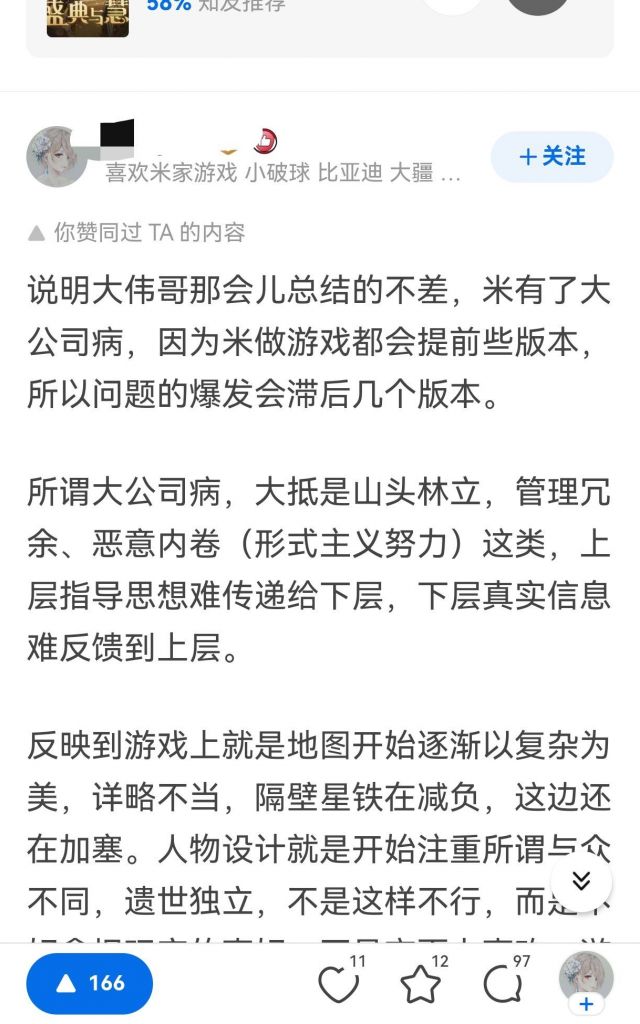 盛典与慧
58% 知友推荐
喜欢米家游戏 小破球 比亚迪 大疆 ...
+ 关注
你赞同过 TA 的内容
说明大伟哥那会儿总结的不差，米有了大
公司病，因为米做游戏都会提前些版本，
所以问题的爆发会滞后几个版本。
所谓大公司病，大抵是山头林立，管理冗
余、恶意内卷（形式主义努力）这类，上
层指导思想难传递给下层，下层真实信息
难反馈到上层。
反映到游戏上就是地图开始逐渐以复杂为
美，详略不当，隔壁星铁在减负，这边还
在加塞。人物设计就是开始注重所谓与众
不同，遗世独立，不是这样不行，而是不
166
11
12
97